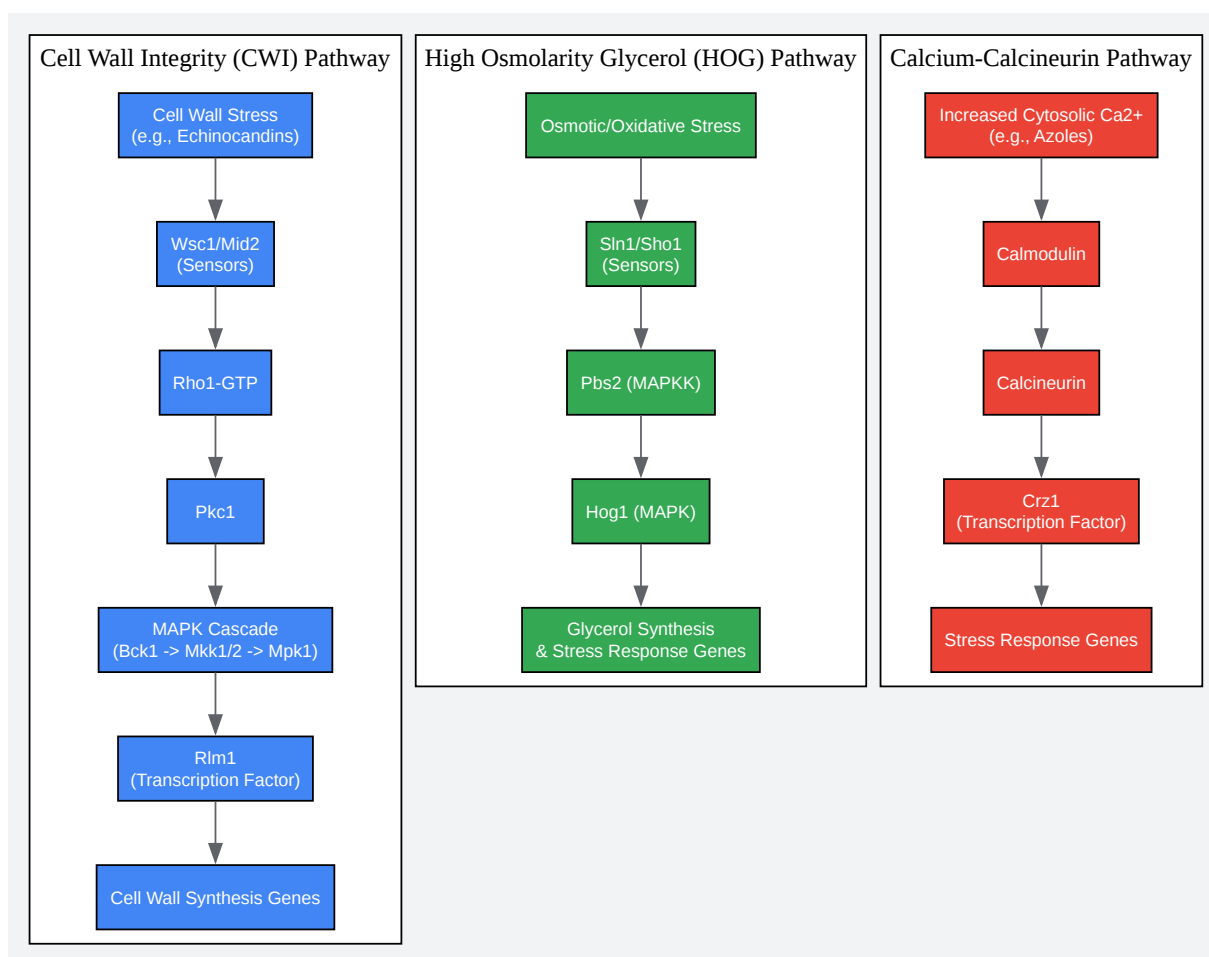 Cell Wall Integrity (CWI) Pathway
Cell Wall Stress
(e.g., Echinocandins)
Wsc1/Mid2
(Sensors)
Rho1-GTP
Pkc1
MAPK Cascade
(Bck1 -> Mkk1/2 -> Mpk1)
Rlm1
(Transcription Factor)
Cell Wall Synthesis Genes
High Osmolarity Glycerol (HOG) Pathway
Osmotic/Oxidative Stress
Sln1/Sho1
(Sensors)
Pbs2 (MAPKK)
Hog1 (MAPK)
Glycerol Synthesis
& Stress Response Genes
Calcium-Calcineurin Pathway
Increased Cytosolic Ca2+
(e.g., Azoles)
Calmodulin
Calcineurin
Crz1
(Transcription Factor)
Stress Response Genes